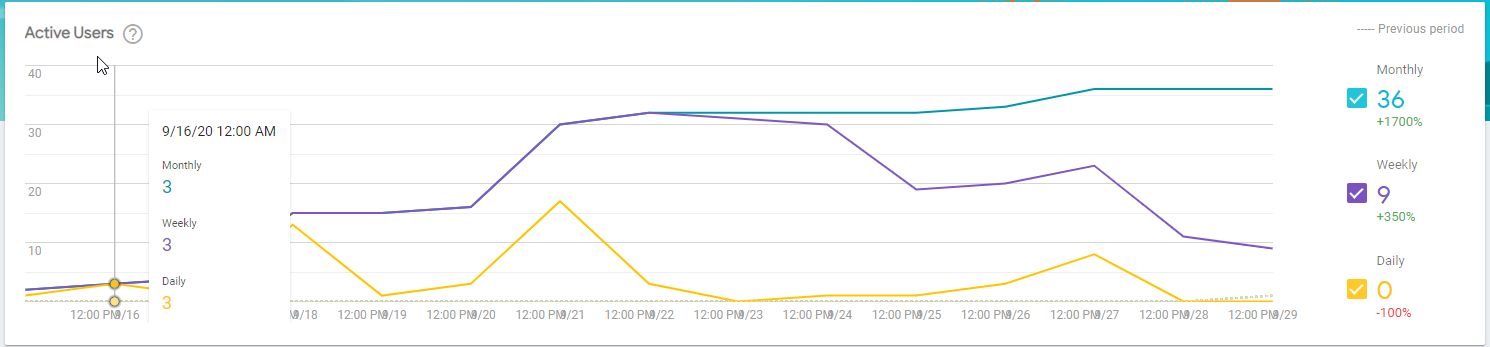 Active Users ?
----- Previous period
40
30
20
10
9/16/20 12:00 AM
Monthly
3
Weekly
3
Daily
3
12:00 PM 9/16 9/18 12:00 PM 9/19 12:00 PM 9/20 12:00 PM 9/21 12:00 PM 9/22 12:00 PM 9/23 12:00 PM 9/24 12:00 PM 9/25 12:00 PM 9/26 12:00 PM 9/27 12:00 PM 9/28 12:00 PM 9/29
Monthly
36
+1700%
Weekly
9
+350%
Daily
0
-100%